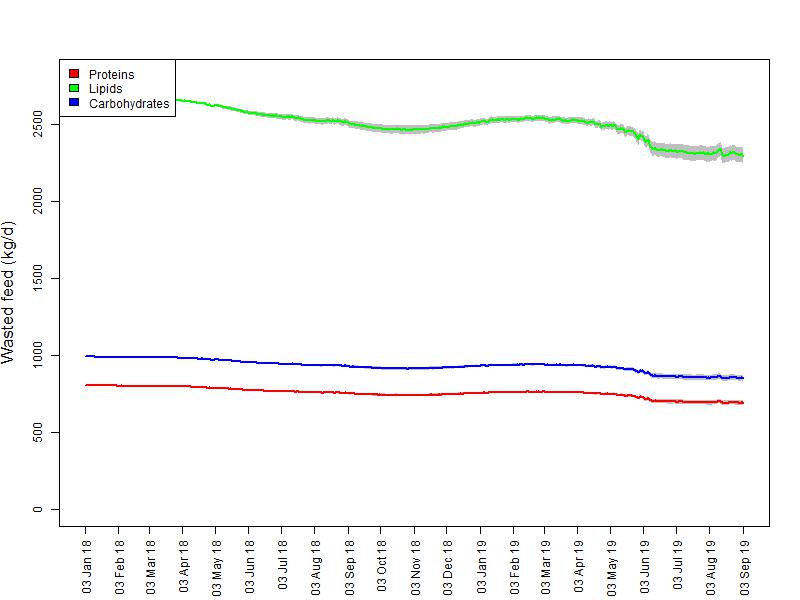 Proteins
Lipids
Carbohydrates
Wasted feed (kg/d)
2500
2000
1500
1000
500
0
03 Jan 18
03 Feb 18
03 Mar 18
03 Apr 18
03 May 18
03 Jun 18
03 Jul 18
03 Aug 18
03 Sep 18
03 Oct 18
03 Nov 18
03 Dec 18
03 Jan 19
03 Feb 19
03 Mar 19
03 Apr 19
03 May 19
03 Jun 19
03 Jul 19
03 Aug 19
03 Sep 19